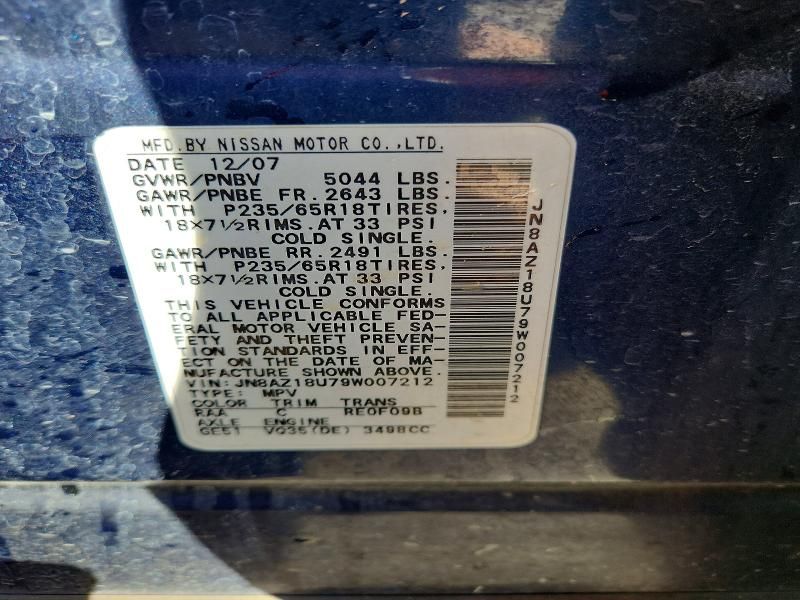 MFD.BY NISSAN MOTOR CO.,LTD.
DATE 12/07
GVWR/PNBV 5044 LBS.
GAWR/PNBE FR. 2643 LBS.
WITH P235/65R18TIRES,
18×7½RIMS.AT 33 PSI
COLD SINGLE.
GAWR/PNBE RR. 2491 LBS.
WITH P235/65R18TIRES,
18×7½RIMS.AT 33 PSI
COLD SINGLE.
THIS VEHICLE CONFORMS
TO ALL APPLICABLE FED-
ERAL MOTOR VEHICLE SA-
FETY AND THEFT PREVEN-
TION STANDARDS IN EFF-
ECT ON THE DATE OF MA-
NUFACTURE SHOWN ABOVE.
VIN: JN8AZ18U79W007212
TYPE: MPV
COLOR TRIM TRANS
RAA C RE0F09B
AXLE ENGINE
GE51 VQ35(DE) 3498CC
JN8AZ18U79W007212